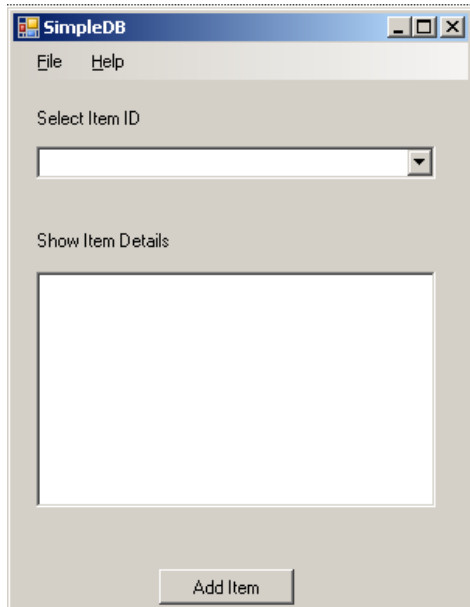 SimpleDB
File Help
Select Item ID
Show Item Details
Add Item